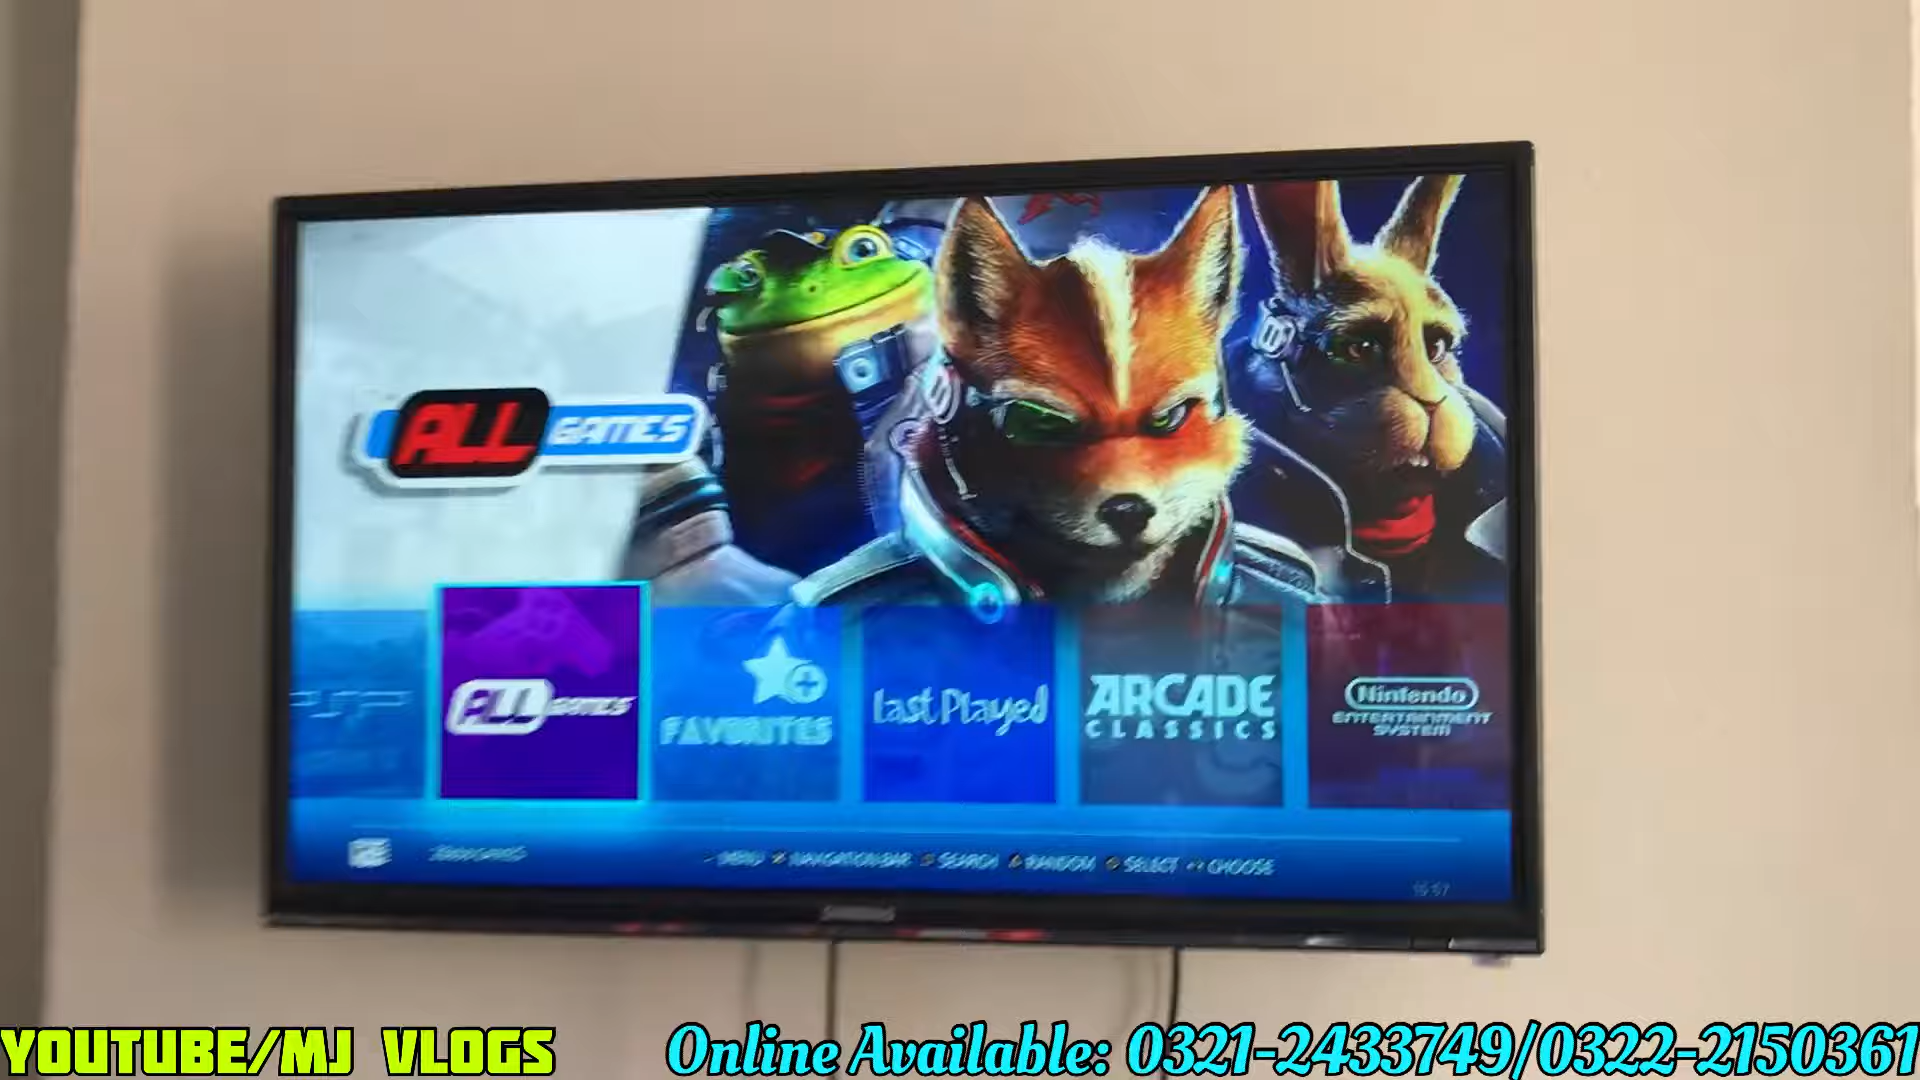 ALL GAMES
PSP
ALL GAMES
FAVORITES
Last Played
ARCADE
CLASSICS
Nintendo
ENTERTAINMENT
SYSTEM
MENU NAVIGATION BAR SEARCH RANDOM SELECT CHOOSE
YOUTUBE/MJ VLOGS
Online Available: 0321-2433749/0322-2150361